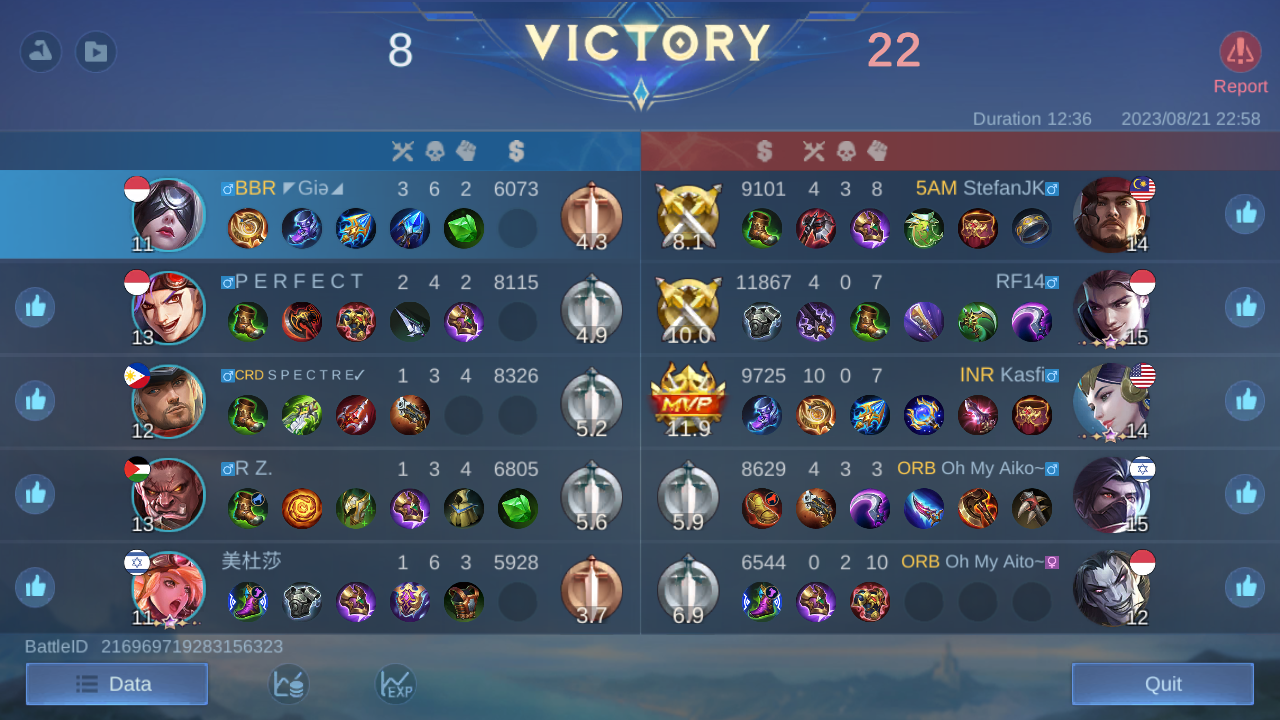 8 VICTORY 22
Report
Duration 12:36 2023/08/21 22:58
BBR ◤Giə◢ 3 6 2 6073
11 4.3
9101 4 3 8 5AM StefanJK
8.1 14
P E R F E C T 2 4 2 8115
13 4.9
11867 4 0 7 RF14
10.0 15
CRD S P E C T R E✓ 1 3 4 8326
12 5.2
9725 10 0 7 INR Kasfi
MVP
11.9 14
R Z. 1 3 4 6805
13 5.6
8629 4 3 3 ORB Oh My Aiko~
5.9 15
美杜莎 1 6 3 5928
11 3.7
6544 0 2 10 ORB Oh My Aito~
6.9 12
BattleID 216969719283156323
Data EXP Quit